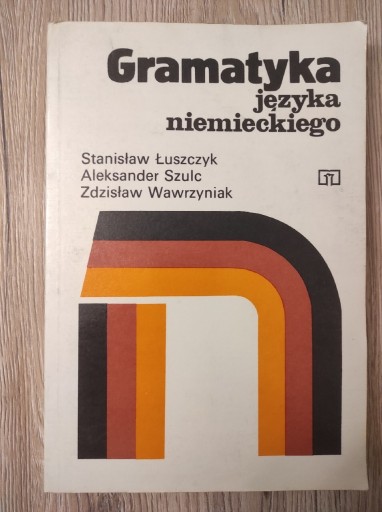 Gramatyka
języka
niemieckiego
Stanisław Łuszczyk
Aleksander Szulc
Zdzisław Wawrzyniak